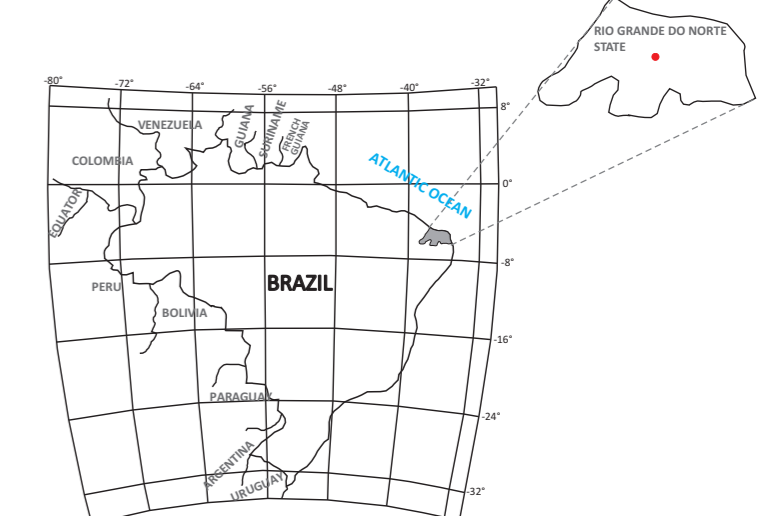 RIO GRANDE DO NORTE
STATE
-80°
-72°
-64°
-56°
-48°
-40°
-32°
8°
VENEZUELA
GUIANA
SURINAME
FRENCH
GUIANA
COLOMBIA
ATLANTIC OCEAN
0°
EQUATOR
-8°
PERU
BRAZIL
BOLIVIA
-16°
PARAGUAY
-24°
ARGENTINA
URUGUAY
-32°